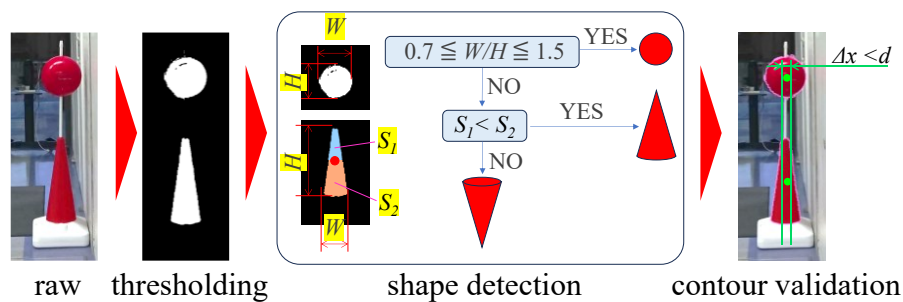 W
H
H
W
S1
S2
0.7 ≦ W/H ≦ 1.5
YES
NO
S1 < S2
YES
NO
Δx < d
raw
thresholding
shape detection
contour validation